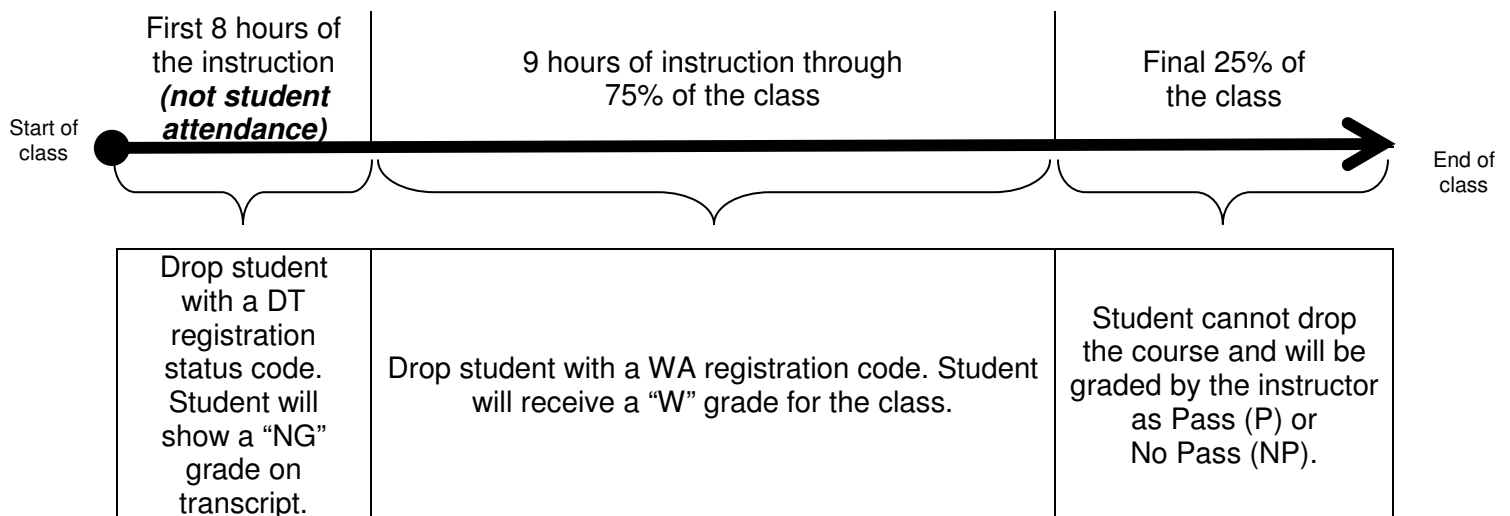 First 8 hours of
the instruction
(not student
attendance)
9 hours of instruction through
75% of the class
Final 25% of
the class
Start of
class
End of
class
Drop student
with a DT
registration
status code.
Student will
show a “NG”
grade on
transcript.
Drop student with a WA registration code. Student
will receive a “W” grade for the class.
Student cannot drop
the course and will be
graded by the instructor
as Pass (P) or
No Pass (NP).